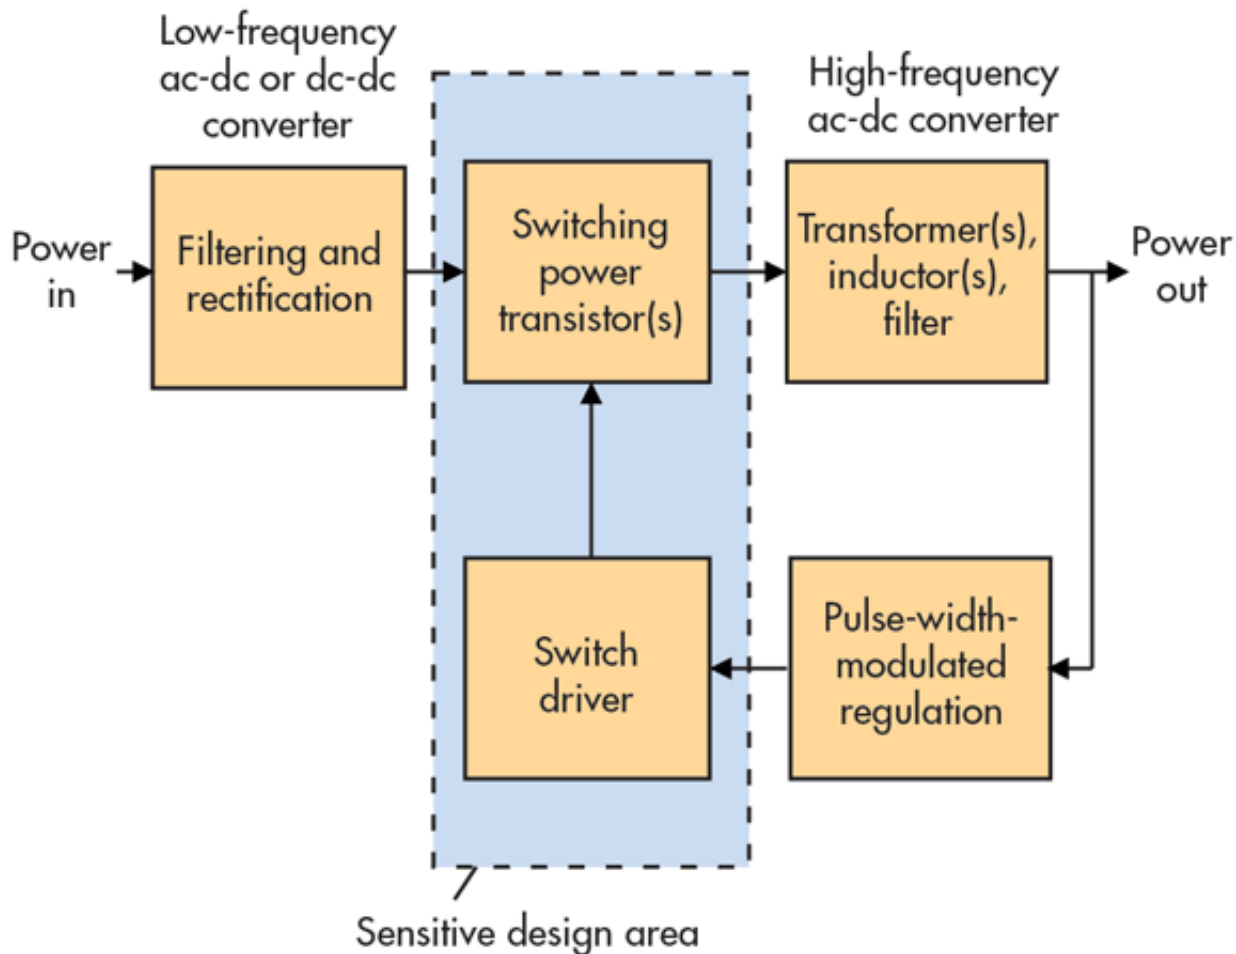 Low-frequency
ac-dc or dc-dc
converter
High-frequency
ac-dc converter
Power
in
Filtering and
rectification
Switching
power
transistor(s)
Transformer(s),
inductor(s),
filter
Power
out
Switch
driver
Pulse-width-
modulated
regulation
Sensitive design area